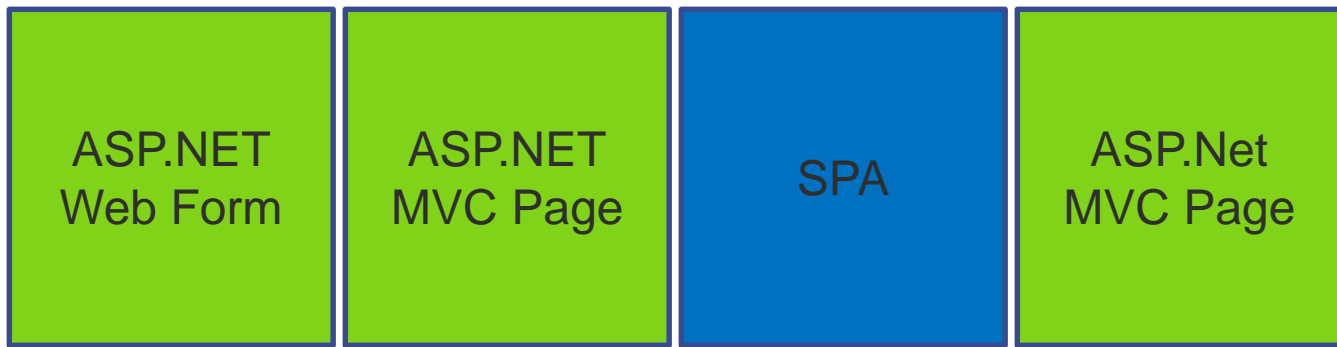 ASP.NET
Web Form
ASP.NET
MVC Page
SPA
ASP.Net
MVC Page